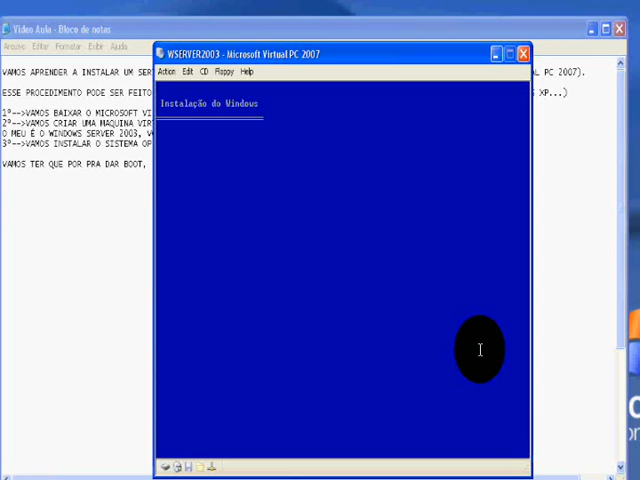 Video Aula - Bloco de notas
Arquivo Editar Formatar Exibir Ajuda
VAMOS APRENDER A INSTALAR UM SER
AL PC 2007).
ESSE PROCEDIMENTO PODE SER FEITO
S XP...)
1º-->VAMOS BAIXAR O MICROSOFT VI
2º-->VAMOS CRIAR UMA MAQUINA VIR
O MEU É O WINDOWS SERVER 2003, V
3º-->VAMOS INSTALAR O SISTEMA OP
VAMOS TER QUE POR PRA DAR BOOT,
WSERVER2003 - Microsoft Virtual PC 2007
Action Edit CD Floppy Help
Instalação do Windows